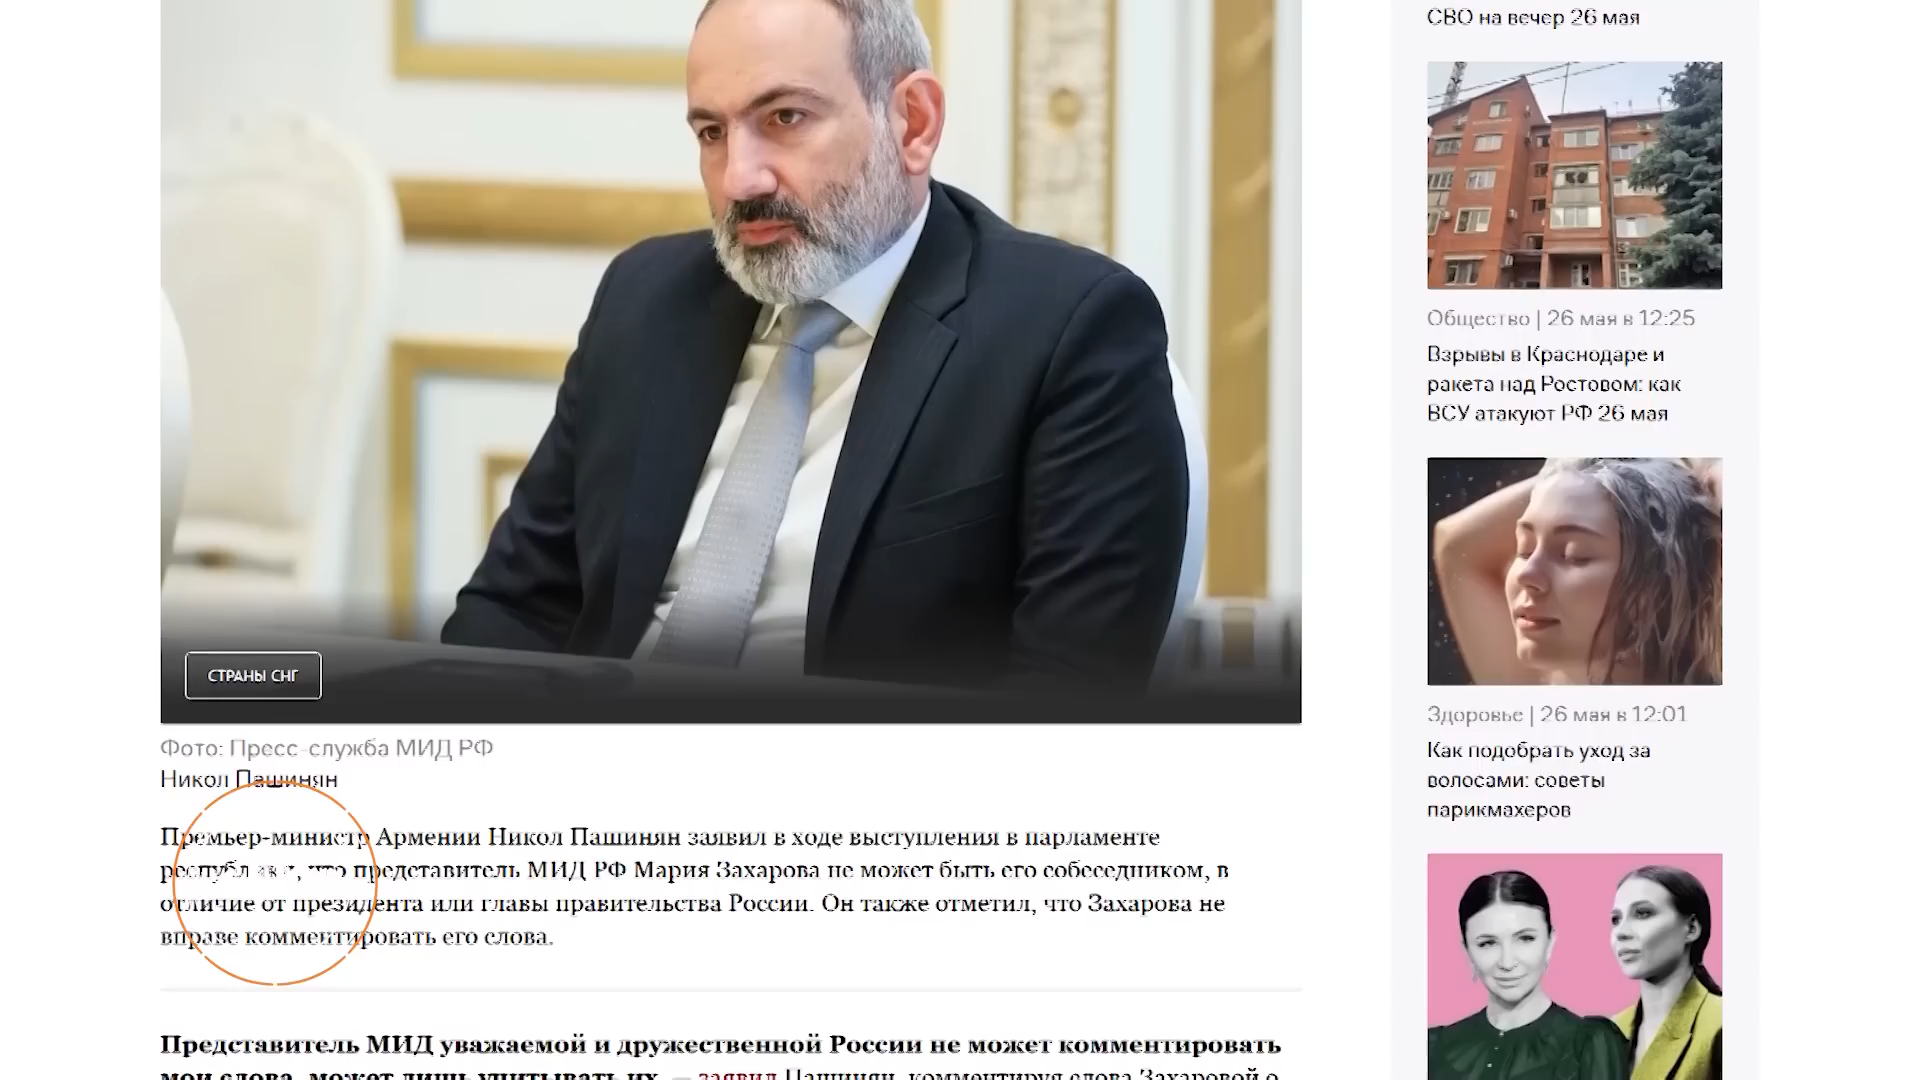 СТРАНЫ СНГ
Фото: Пресс-служба МИД РФ
Никол Пашинян
Премьер-министр Армении Никол Пашинян заявил в ходе выступления в парламенте
республики, что представитель МИД РФ Мария Захарова не может быть его собеседником, в
отличие от президента или главы правительства России. Он также отметил, что Захарова не
вправе комментировать его слова.
Представитель МИД уважаемой и дружественной России не может комментировать
мои слова, может лишь учитывать их, — заявил Пашинян, комментируя слова Захаровой о
СВО на вечер 26 мая
Общество | 26 мая в 12:25
Взрывы в Краснодаре и
ракета над Ростовом: как
ВСУ атакуют РФ 26 мая
Здоровье | 26 мая в 12:01
Как подобрать уход за
волосами: советы
парикмахеров